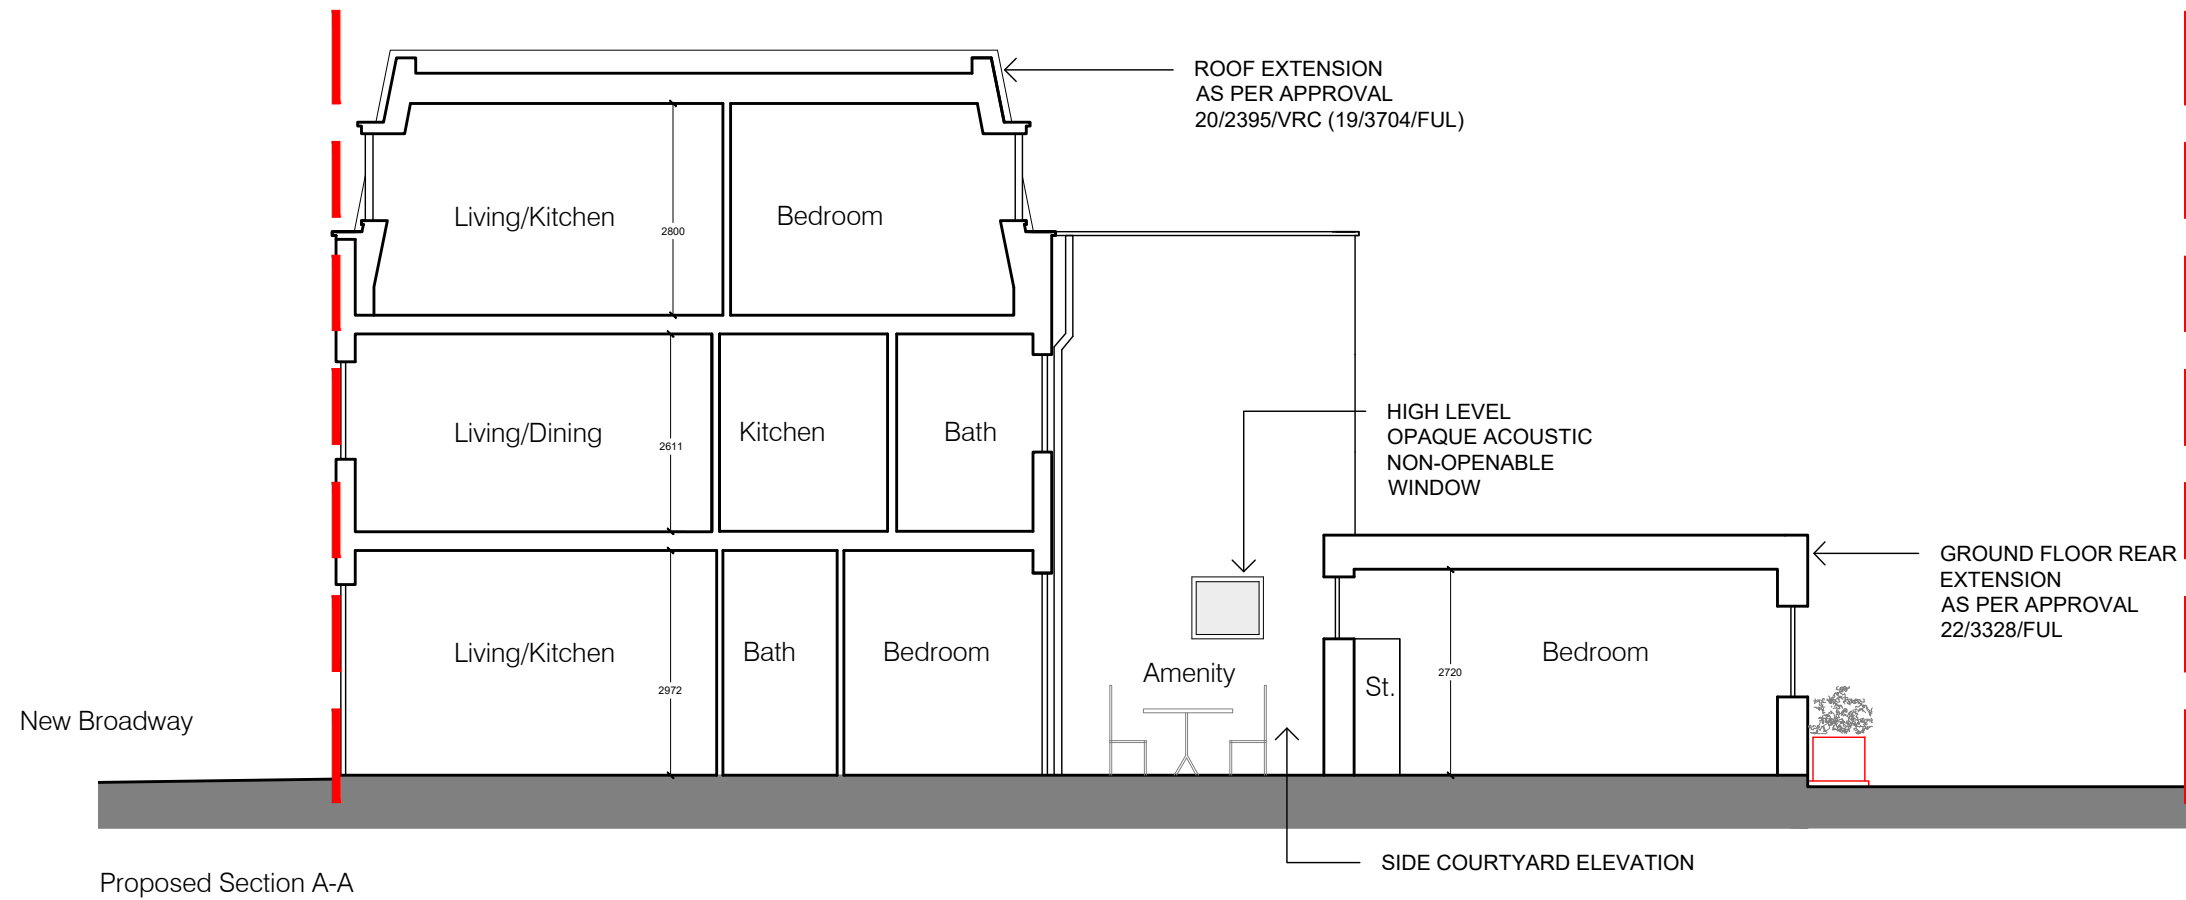 ROOF EXTENSION
AS PER APPROVAL
20/2395/VRC (19/3704/FUL)
Living/Kitchen
Bedroom
2800
HIGH LEVEL
OPAQUE ACOUSTIC
NON-OPENABLE
WINDOW
Living/Dining
Kitchen
Bath
2611
GROUND FLOOR REAR
EXTENSION
AS PER APPROVAL
22/3328/FUL
Living/Kitchen
Bath
Bedroom
Amenity
St.
Bedroom
2972
2720
New Broadway
SIDE COURTYARD ELEVATION
Proposed Section A-A